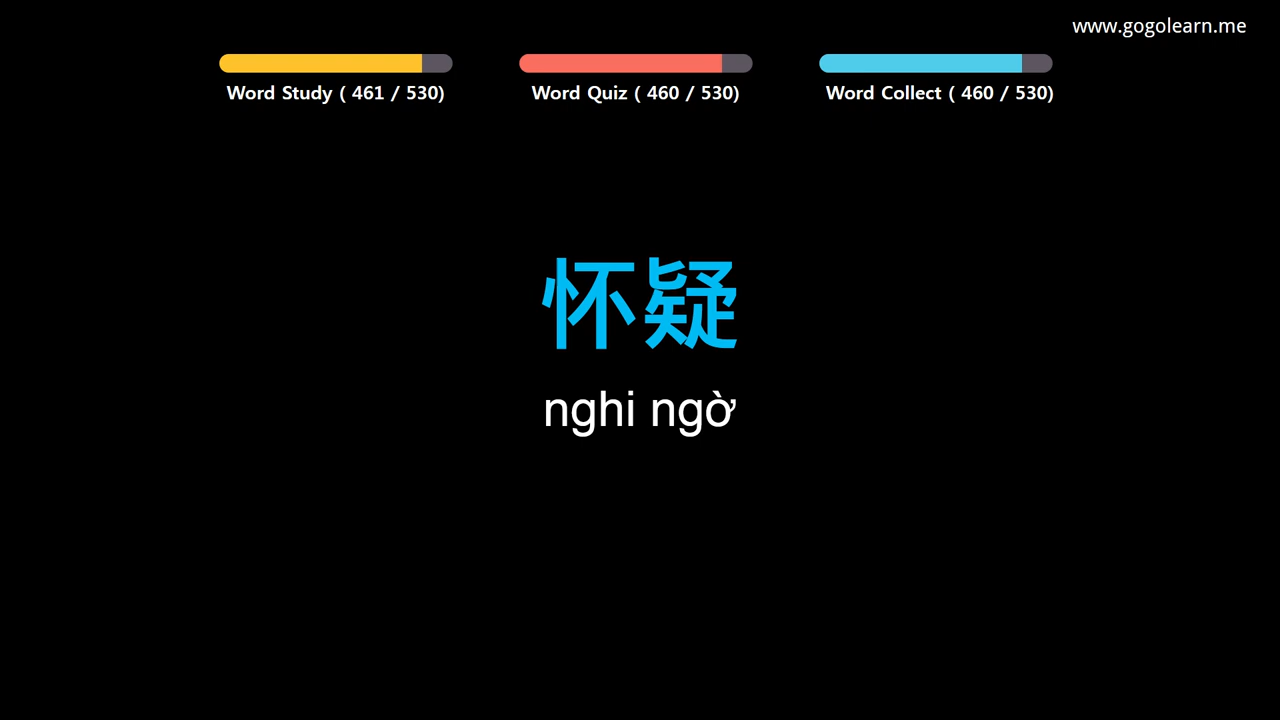 www.gogolearn.me
Word Study ( 461 / 530)
Word Quiz ( 460 / 530)
Word Collect ( 460 / 530)
怀疑
nghi ngờ